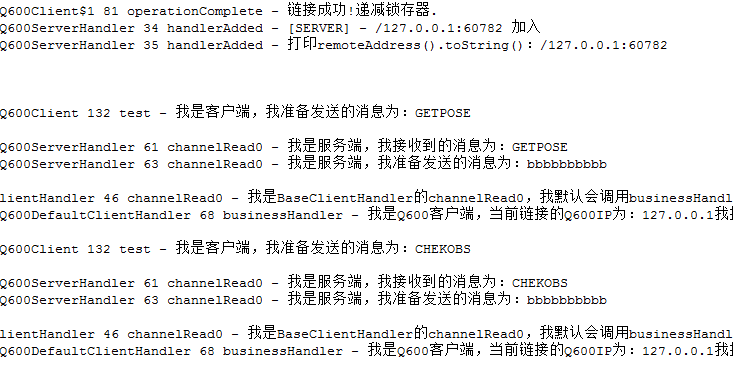 Q600Client$1 81 operationComplete - 链接成功!递减锁存器.
Q600ServerHandler 34 handlerAdded - [SERVER] - /127.0.0.1:60782 加入
Q600ServerHandler 35 handlerAdded - 打印remoteAddress().toString()：/127.0.0.1:60782
Q600Client 132 test - 我是客户端，我准备发送的消息为：GETPOSE
Q600ServerHandler 61 channelRead0 - 我是服务端，我接收到的消息为：GETPOSE
Q600ServerHandler 63 channelRead0 - 我是服务端，我准备发送的消息为：bbbbbbbbbb
lientHandler 46 channelRead0 - 我是BaseClientHandler的channelRead0，我默认会调用businessHandl
Q600DefaultClientHandler 68 businessHandler - 我是Q600客户端，当前链接的Q600IP为：127.0.0.1我
Q600Client 132 test - 我是客户端，我准备发送的消息为：CHEKOBS
Q600ServerHandler 61 channelRead0 - 我是服务端，我接收到的消息为：CHEKOBS
Q600ServerHandler 63 channelRead0 - 我是服务端，我准备发送的消息为：bbbbbbbbbb
lientHandler 46 channelRead0 - 我是BaseClientHandler的channelRead0，我默认会调用businessHandl
Q600DefaultClientHandler 68 businessHandler - 我是Q600客户端，当前链接的Q600IP为：127.0.0.1我